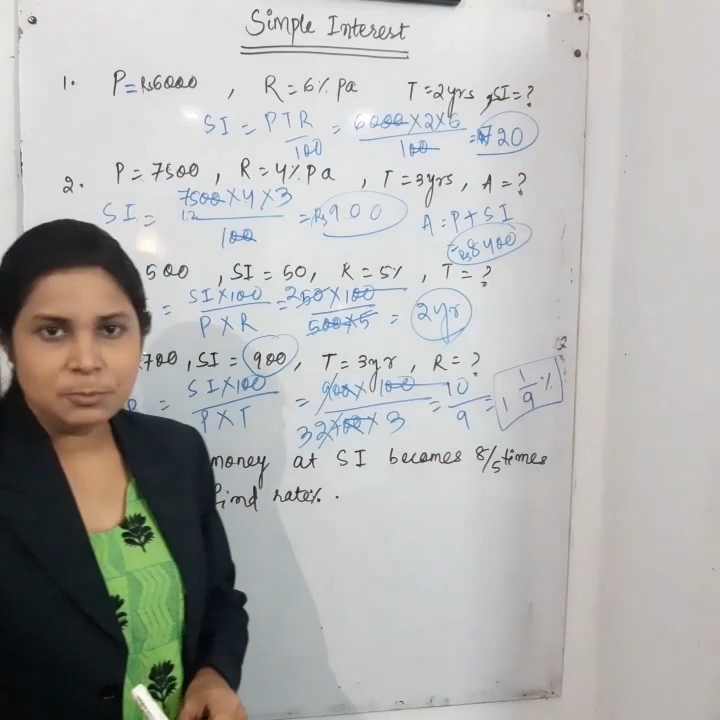 Simple Interest
1. P = Rs6000 , R = 6% pa T = 2yrs, SI = ?
SI = PTR/100 = 6000×2×6/100 = 720
2. P = 7500 , R = 4% pa , T = 3yrs, A = ?
SI = 7500×4×3/100 = Rs900 A = P + SI
= Rs8400
500 , SI = 50, R = 5% , T = ?
= SI×100/P×R = 50×100/500×5 = 2yr
700 , SI = 900 , T = 3yr , R = ?
= SI×100/P×T = 900×100/ ×3 = 10/9 = 1 1/9%
money at SI becomes 8/5 times
find rate% .